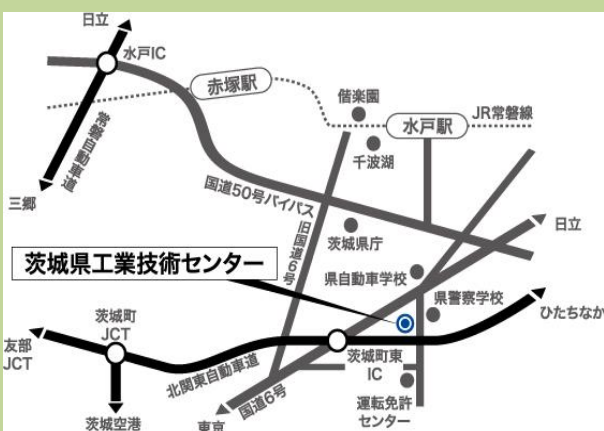 日立
水戸IC
赤塚駅
偕楽園
JR常磐線
水戸駅
千波湖
常磐自動車道
三郷
国道50号バイパス
旧国道6号
日立
茨城県庁
茨城県工業技術センター
県自動車学校
県警察学校
ひたちなか
茨城町
JCT
友部
JCT
北関東自動車道
茨城町東
IC
国道6号
運転免許
センター
茨城空港
東京